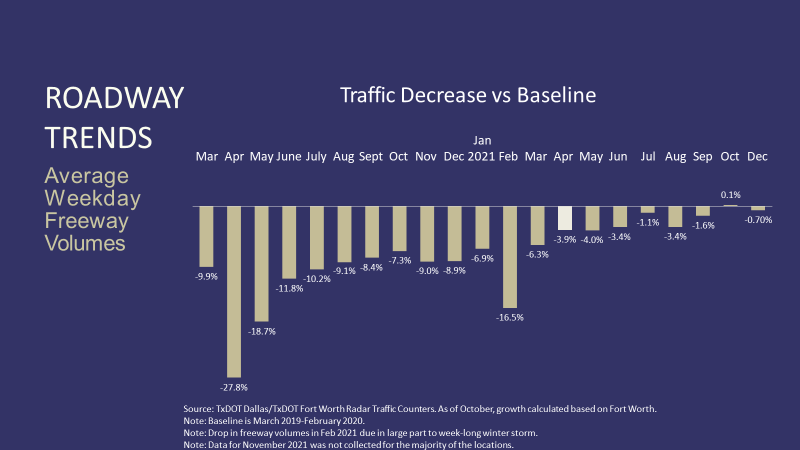 ROADWAY
TRENDS
Average
Weekday
Freeway
Volumes
Traffic Decrease vs Baseline
Jan
Mar Apr May June July Aug Sept Oct Nov Dec 2021 Feb Mar Apr May Jun Jul Aug Sep Oct Dec
0.1%
-9.9% -27.8% -18.7% -11.8% -10.2% -9.1% -8.4% -7.3% -9.0% -8.9% -6.9% -16.5% -6.3% -3.9% -4.0% -3.4% -1.1% -3.4% -1.6% -0.70%
Source: TxDOT Dallas/TxDOT Fort Worth Radar Traffic Counters. As of October, growth calculated based on Fort Worth.
Note: Baseline is March 2019-February 2020.
Note: Drop in freeway volumes in Feb 2021 due in large part to week-long winter storm.
Note: Data for November 2021 was not collected for the majority of the locations.